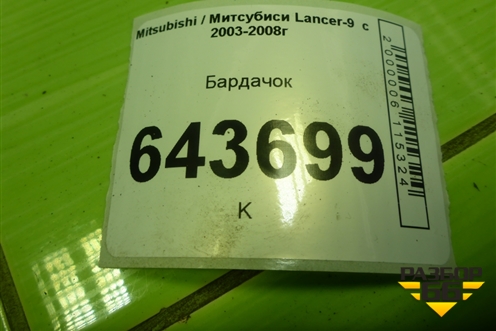 Mitsubishi / Митсубиси Lancer-9 с
2003-2008г
Бардачок
643699
К
2000006115324
РАЗБОР